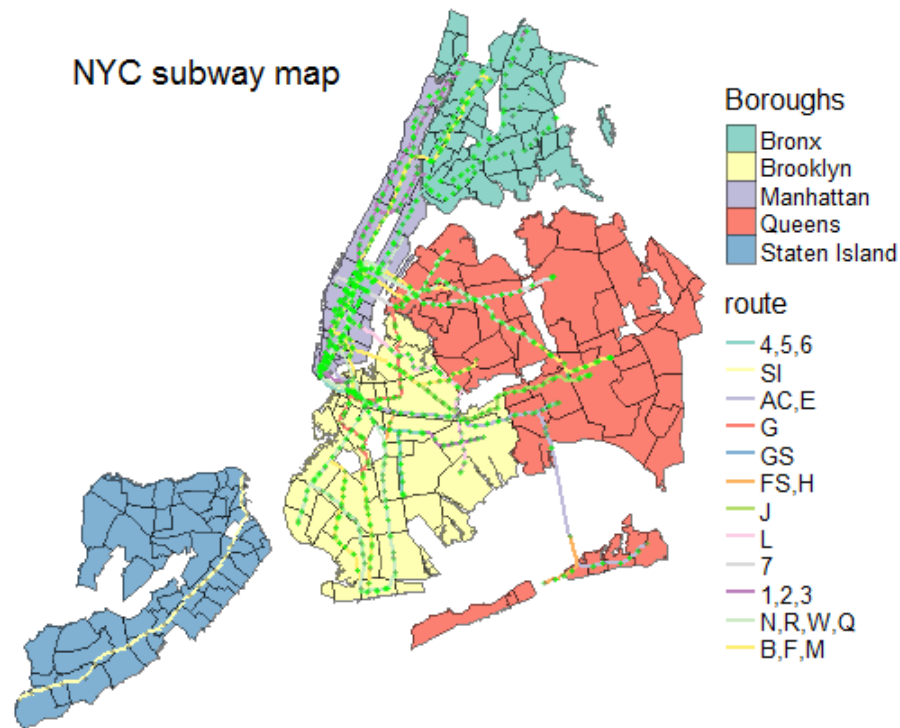 NYC subway map
Boroughs
Bronx
Brooklyn
Manhattan
Queens
Staten Island
route
4,5,6
SI
AC,E
G
GS
FS,H
J
L
7
1,2,3
N,R,W,Q
B,F,M